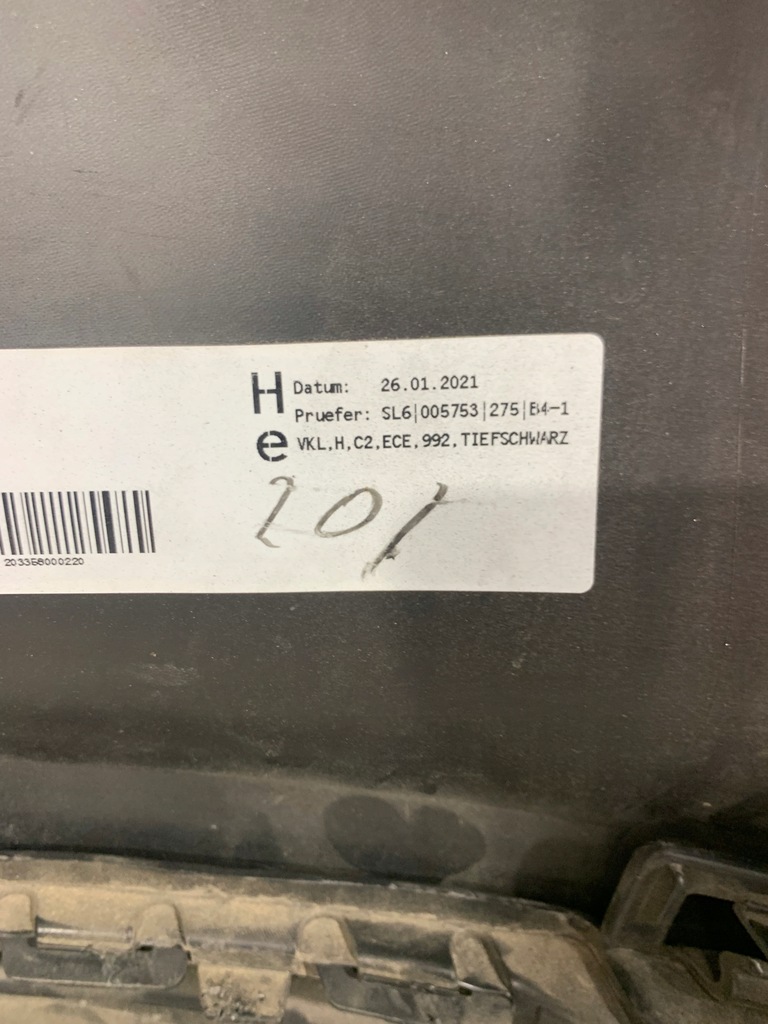 H Datum: 26.01.2021
Pruefer: SL6|005753|275|B4-1
e VKL,H,C2,ECE,992,TIEFSCHWARZ
203358000220